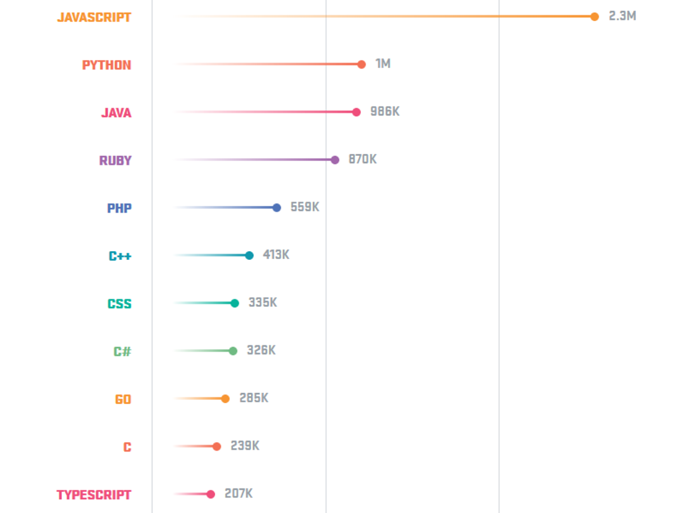 JAVASCRIPT 2.3M
PYTHON 1M
JAVA 986K
RUBY 870K
PHP 559K
C++ 413K
CSS 335K
C# 326K
GO 285K
C 239K
TYPESCRIPT 207K